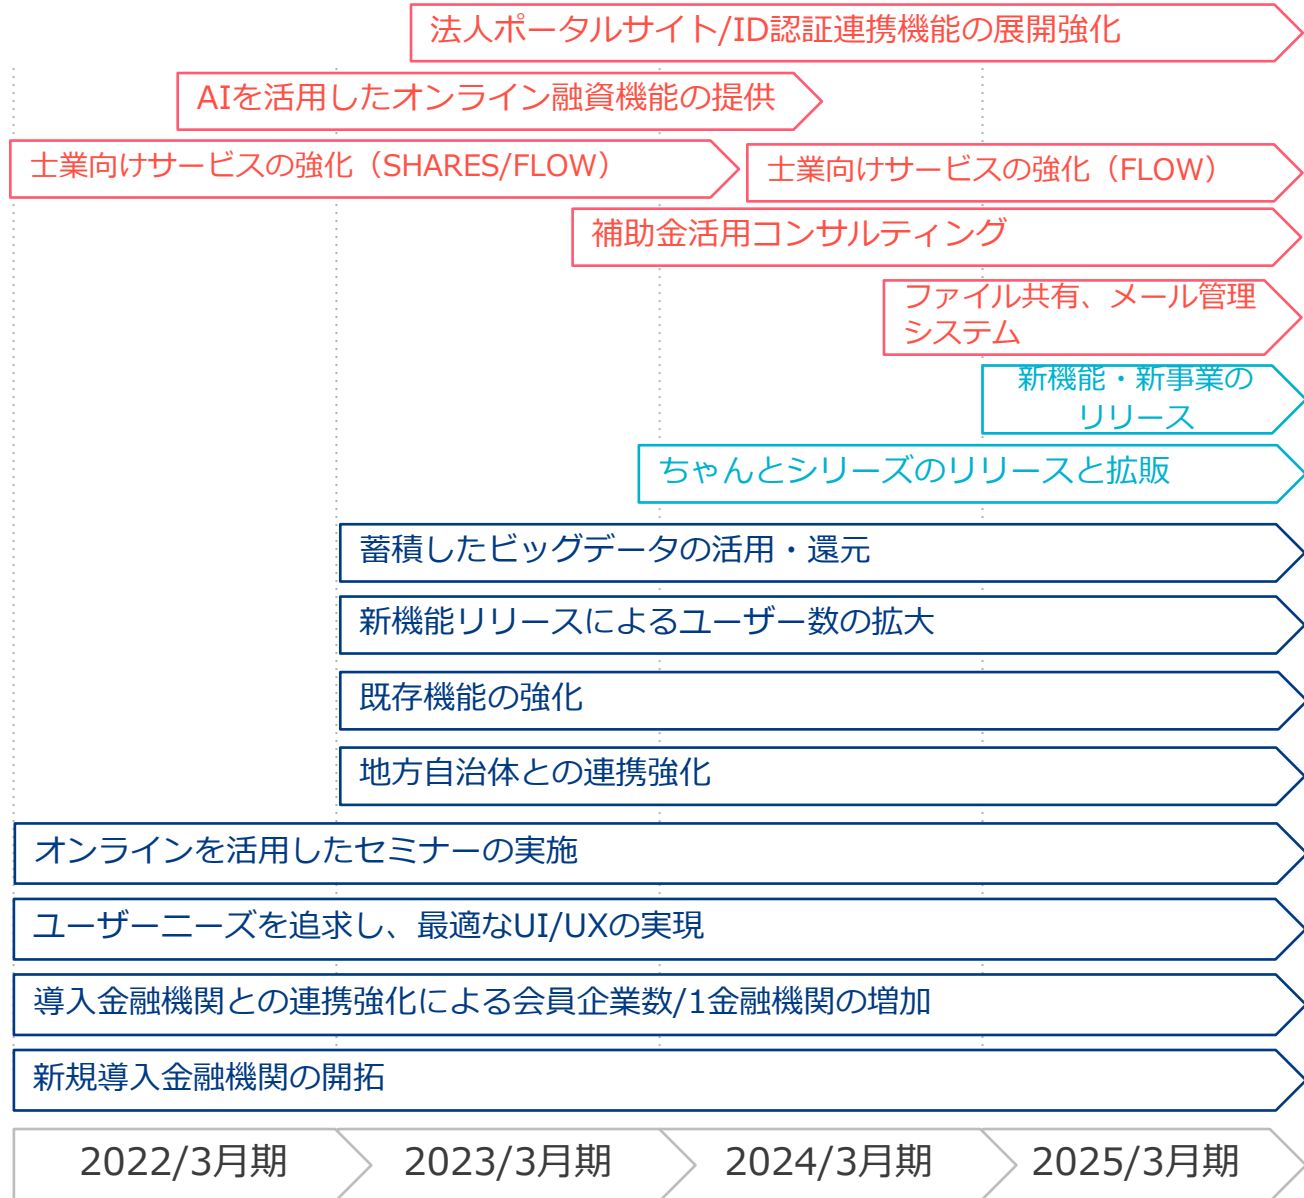 法人ポータルサイト/ID認証連携機能の展開強化
AIを活用したオンライン融資機能の提供
士業向けサービスの強化（SHARES/FLOW）
士業向けサービスの強化（FLOW）
補助金活用コンサルティング
ファイル共有、メール管理
システム
新機能・新事業の
リリース
ちゃんとシリーズのリリースと拡販
蓄積したビッグデータの活用・還元
新機能リリースによるユーザー数の拡大
既存機能の強化
地方自治体との連携強化
オンラインを活用したセミナーの実施
ユーザーニーズを追求し、最適なUI/UXの実現
導入金融機関との連携強化による会員企業数/1金融機関の増加
新規導入金融機関の開拓
2022/3月期
2023/3月期
2024/3月期
2025/3月期